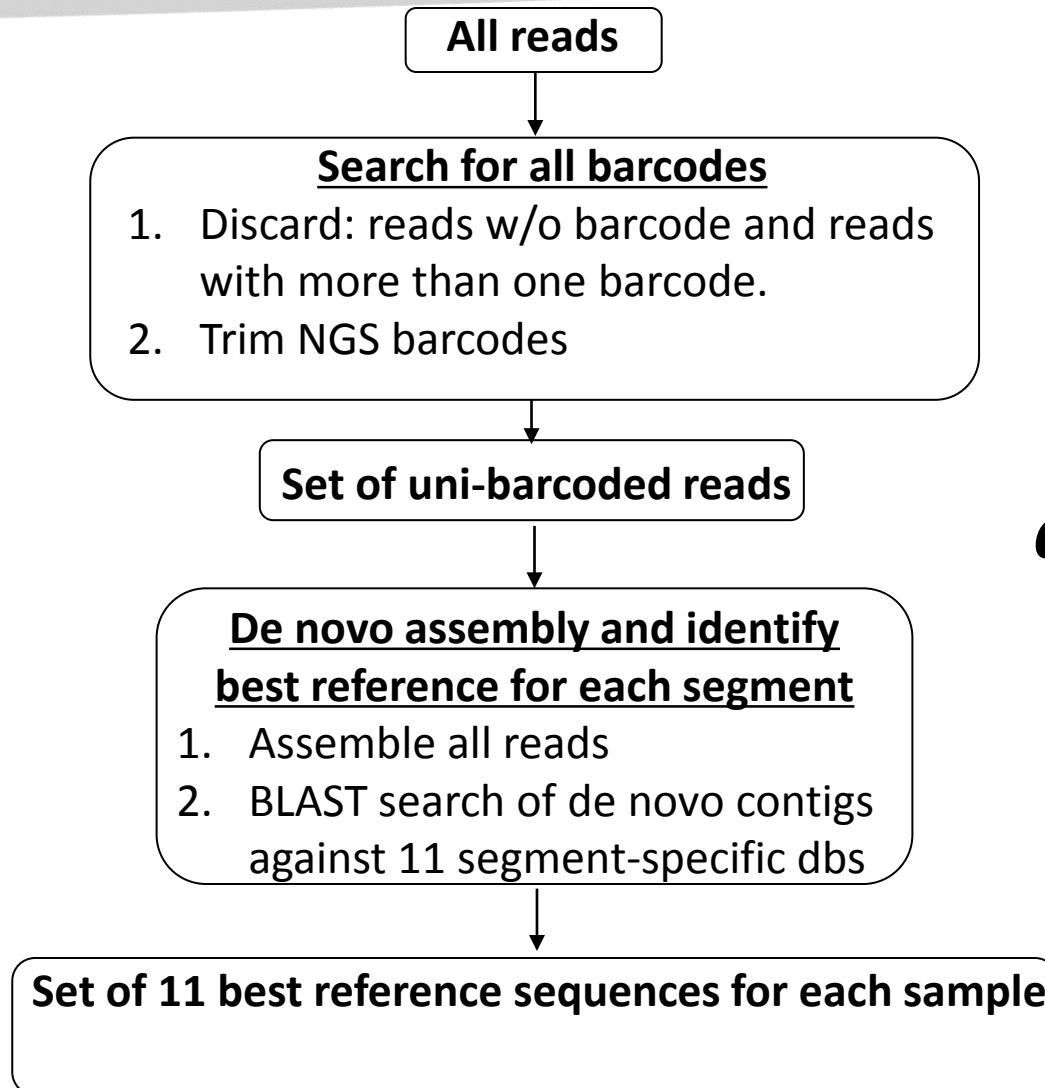 All reads
Search for all barcodes
1. Discard: reads w/o barcode and reads
with more than one barcode.
2. Trim NGS barcodes
Set of uni-barcoded reads
De novo assembly and identify
best reference for each segment
1. Assemble all reads
2. BLAST search of de novo contigs
against 11 segment-specific dbs
Set of 11 best reference sequences for each sample